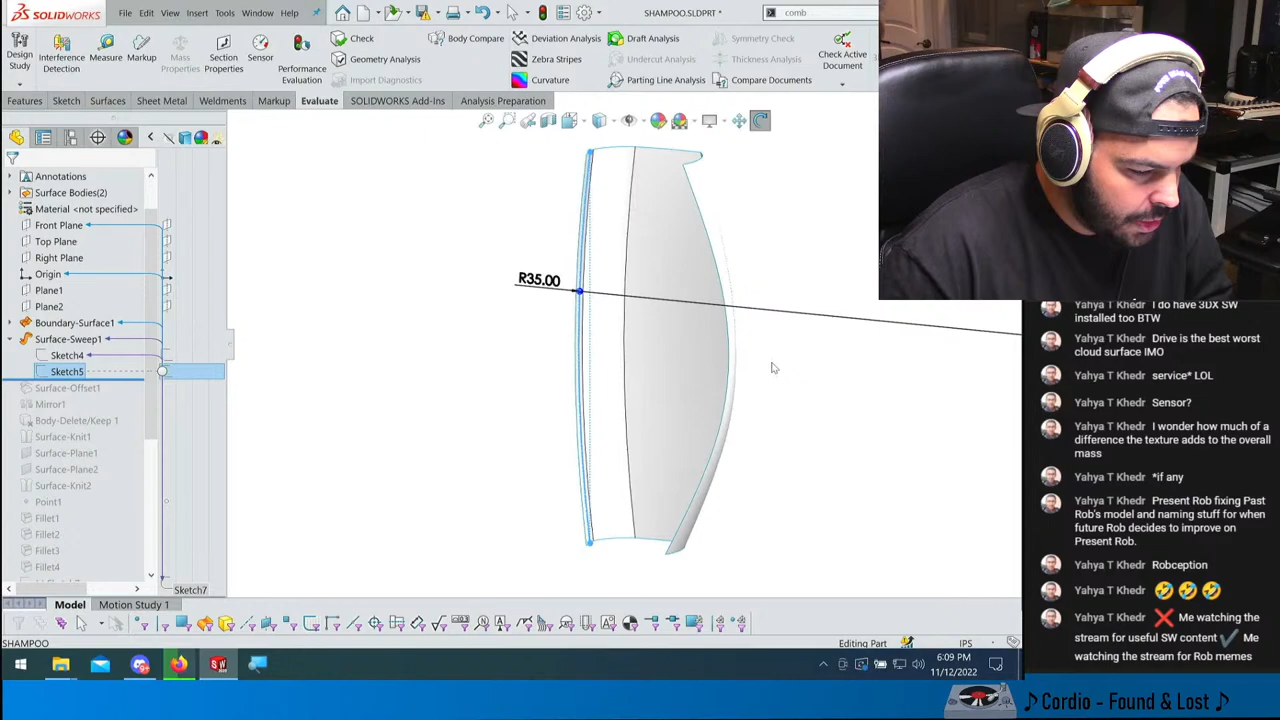 SOLIDWORKS
File
Edit
View
Insert
Tools
Window
Help
SHAMPOO.SLDPRT *
comb
Design Study
Interference Detection
Measure
Markup
Mass Properties
Section Properties
Sensor
Performance Evaluation
Check
Geometry Analysis
Import Diagnostics
Body Compare
Deviation Analysis
Zebra Stripes
Curvature
Draft Analysis
Undercut Analysis
Parting Line Analysis
Symmetry Check
Thickness Analysis
Compare Documents
Check Active Document
Features
Sketch
Surfaces
Sheet Metal
Weldments
Markup
Evaluate
SOLIDWORKS Add-Ins
Analysis Preparation
Annotations
Surface Bodies(2)
Material <not specified>
Front Plane
Top Plane
Right Plane
Origin
Plane1
Plane2
Boundary-Surface1
Surface-Sweep1
Sketch4
Sketch5
Surface-Offset1
Mirror1
Body-Delete/Keep 1
Surface-Knit1
Surface-Plane1
Surface-Plane2
Surface-Knit2
Point1
Fillet1
Fillet2
Fillet3
Fillet4
Sketch7
R35.00
Model
Motion Study 1
SHAMPOO
Editing Part
IPS
6:09 PM
11/12/2022
Yahya T Khedr I do have 3DX SW
installed too BTW
Yahya T Khedr Drive is the best worst
cloud surface IMO
Yahya T Khedr service* LOL
Yahya T Khedr Sensor?
Yahya T Khedr I wonder how much of a
difference the texture adds to the overall
mass
Yahya T Khedr *if any
Yahya T Khedr Present Rob fixing Past
Rob's model and naming stuff for when
future Rob decides to improve on
Present Rob.
Yahya T Khedr Robception
Yahya T Khedr 🤣🤣🤣
Yahya T Khedr ❌ Me watching the
stream for useful SW content ✔ Me
watching the stream for Rob memes
♪ Cordio - Found & Lost ♪